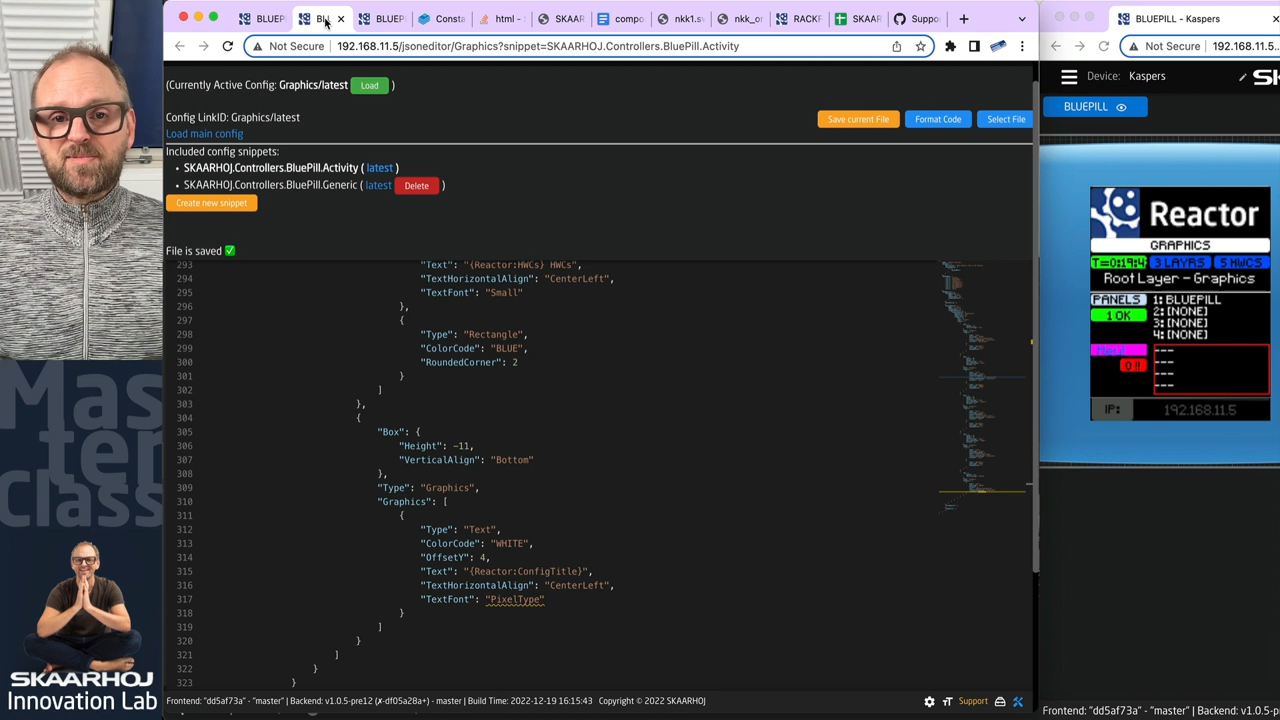 BLUEP
BL
BLUEP
Consta
html -
SKAAR
compo
nkk1.s
nkk_or
RACKF
SKAAR
Suppo
BLUEPILL - Kaspers
Not Secure
192.168.11.5/jsoneditor/Graphics?snippet=SKAARHOJ.Controllers.BluePill.Activity
Not Secure
192.168.11.5
(Currently Active Config: Graphics/latest Load )
Config LinkID: Graphics/latest
Load main config
Save current File
Format Code
Select File
Included config snippets:
• SKAARHOJ.Controllers.BluePill.Activity ( latest )
• SKAARHOJ.Controllers.BluePill.Generic ( latest Delete )
Create new snippet
File is saved
293 "Text": "{Reactor:HWCs} HWCs",
294 "TextHorizontalAlign": "CenterLeft",
295 "TextFont": "Small"
296 },
297 {
298 "Type": "Rectangle",
299 "ColorCode": "BLUE",
300 "RoundedCorner": 2
301 }
302 ]
303 },
304 {
305 "Box": {
306 "Height": -11,
307 "VerticalAlign": "Bottom"
308 },
309 "Type": "Graphics",
310 "Graphics": [
311 {
312 "Type": "Text",
313 "ColorCode": "WHITE",
314 "OffsetY": 4,
315 "Text": "{Reactor:ConfigTitle}",
316 "TextHorizontalAlign": "CenterLeft",
317 "TextFont": "PixelType"
318 }
319 ]
320 }
321 ]
322 }
323 }
Frontend: "dd5af73a" - "master" | Backend: v1.0.5-pre12 (✗-df05a28a+) - master | Build Time: 2022-12-19 16:15:43 Copyright © 2022 SKAARHOJ
Support
Device: Kaspers
SK
BLUEPILL
Reactor
GRAPHICS
T=0:19:4
3 LAYRS
5 HWCS
Root Layer - Graphics
PANELS
1 OK
1: BLUEPILL
2: [NONE]
3: [NONE]
4: [NONE]
---
---
---
---
IP:
192.168.11.5
Frontend: "dd5af73a" - "master" | Backend: v1.0.5-p
Mas
ter
Class
SKAARHOJ
Innovation Lab